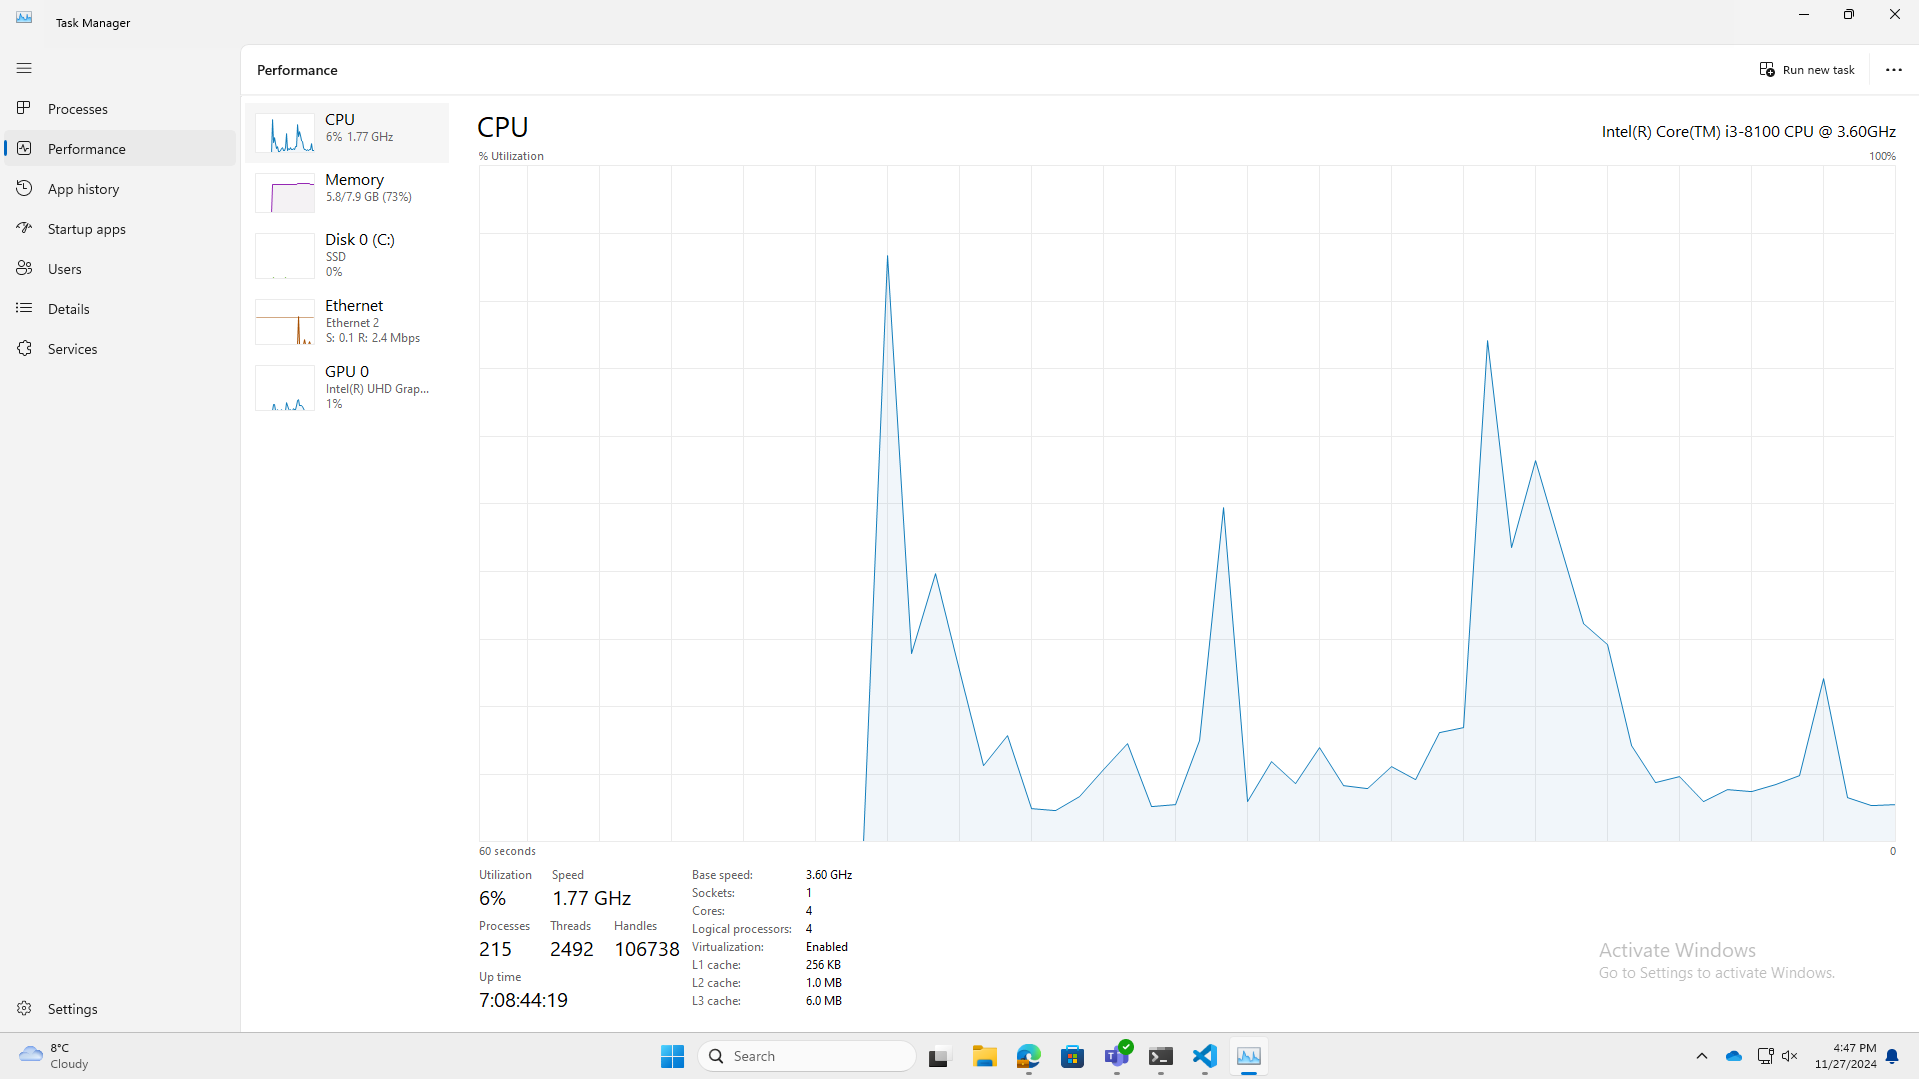 Task Manager
Performance
Run new task
Processes
Performance
App history
Startup apps
Users
Details
Services
Settings
CPU
6% 1.77 GHz
Memory
5.8/7.9 GB (73%)
Disk 0 (C:)
SSD
0%
Ethernet
Ethernet 2
S: 0.1 R: 2.4 Mbps
GPU 0
Intel(R) UHD Grap...
1%
CPU
Intel(R) Core(TM) i3-8100 CPU @ 3.60GHz
% Utilization
100%
60 seconds
0
Utilization
6%
Speed
1.77 GHz
Processes
215
Threads
2492
Handles
106738
Up time
7:08:44:19
Base speed: 3.60 GHz
Sockets: 1
Cores: 4
Logical processors: 4
Virtualization: Enabled
L1 cache: 256 KB
L2 cache: 1.0 MB
L3 cache: 6.0 MB
Activate Windows
Go to Settings to activate Windows.
8°C
Cloudy
Search
4:47 PM
11/27/2024